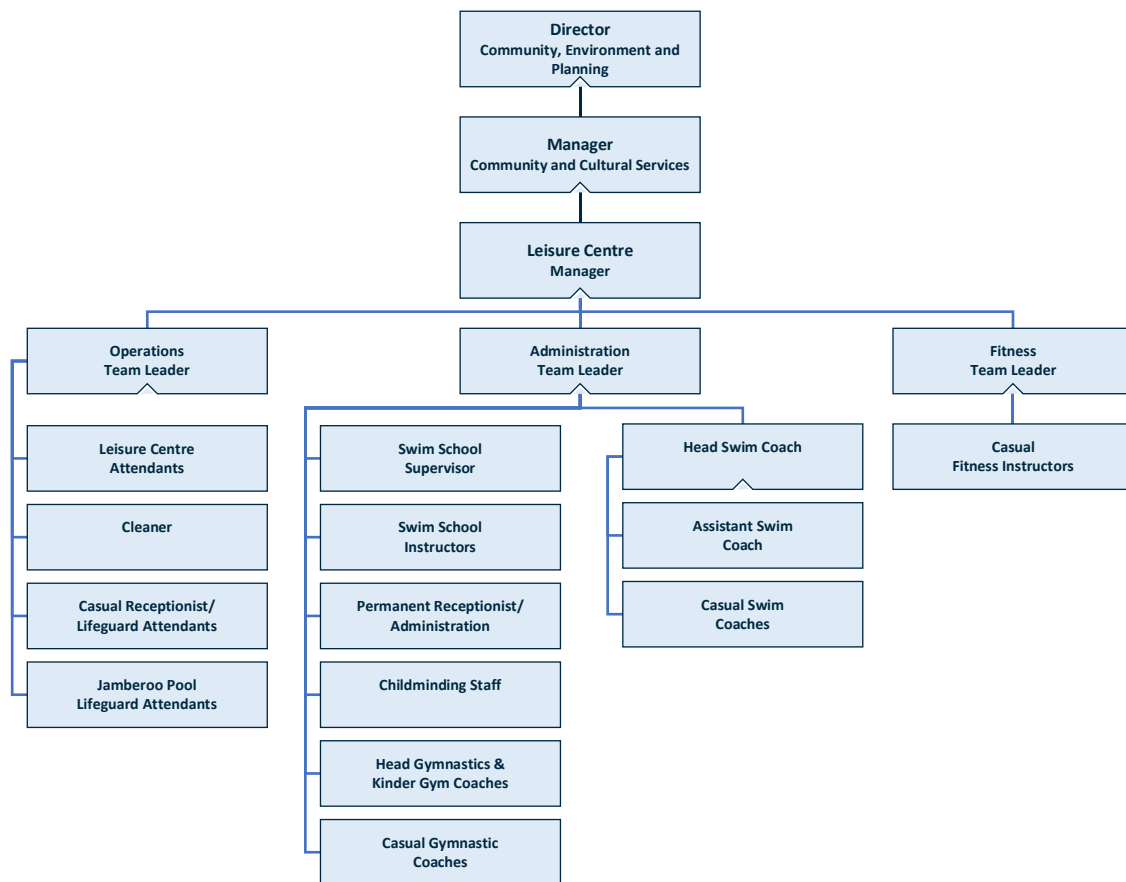 Director
Community, Environment and
Planning
Manager
Community and Cultural Services
Leisure Centre
Manager
Operations
Team Leader
Administration
Team Leader
Fitness
Team Leader
Leisure Centre
Attendants
Cleaner
Casual Receptionist/
Lifeguard Attendants
Jamberoo Pool
Lifeguard Attendants
Swim School
Supervisor
Swim School
Instructors
Permanent Receptionist/
Administration
Childminding Staff
Head Gymnastics &
Kinder Gym Coaches
Casual Gymnastic
Coaches
Head Swim Coach
Assistant Swim
Coach
Casual Swim
Coaches
Casual
Fitness Instructors